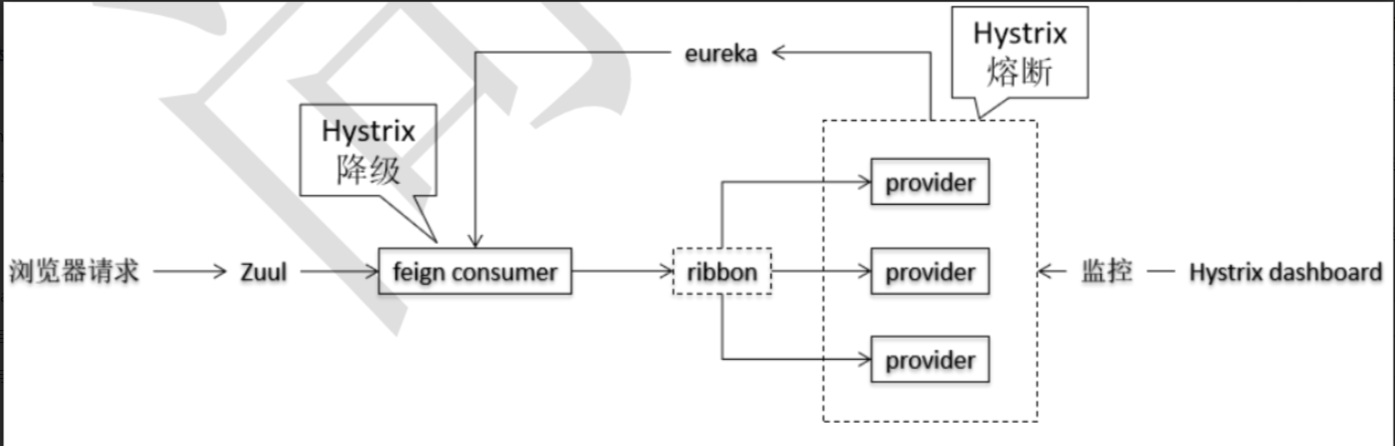 Hystrix
熔断
eureka
Hystrix
降级
provider
浏览器请求
Zuul
feign consumer
ribbon
provider
监控
Hystrix dashboard
provider